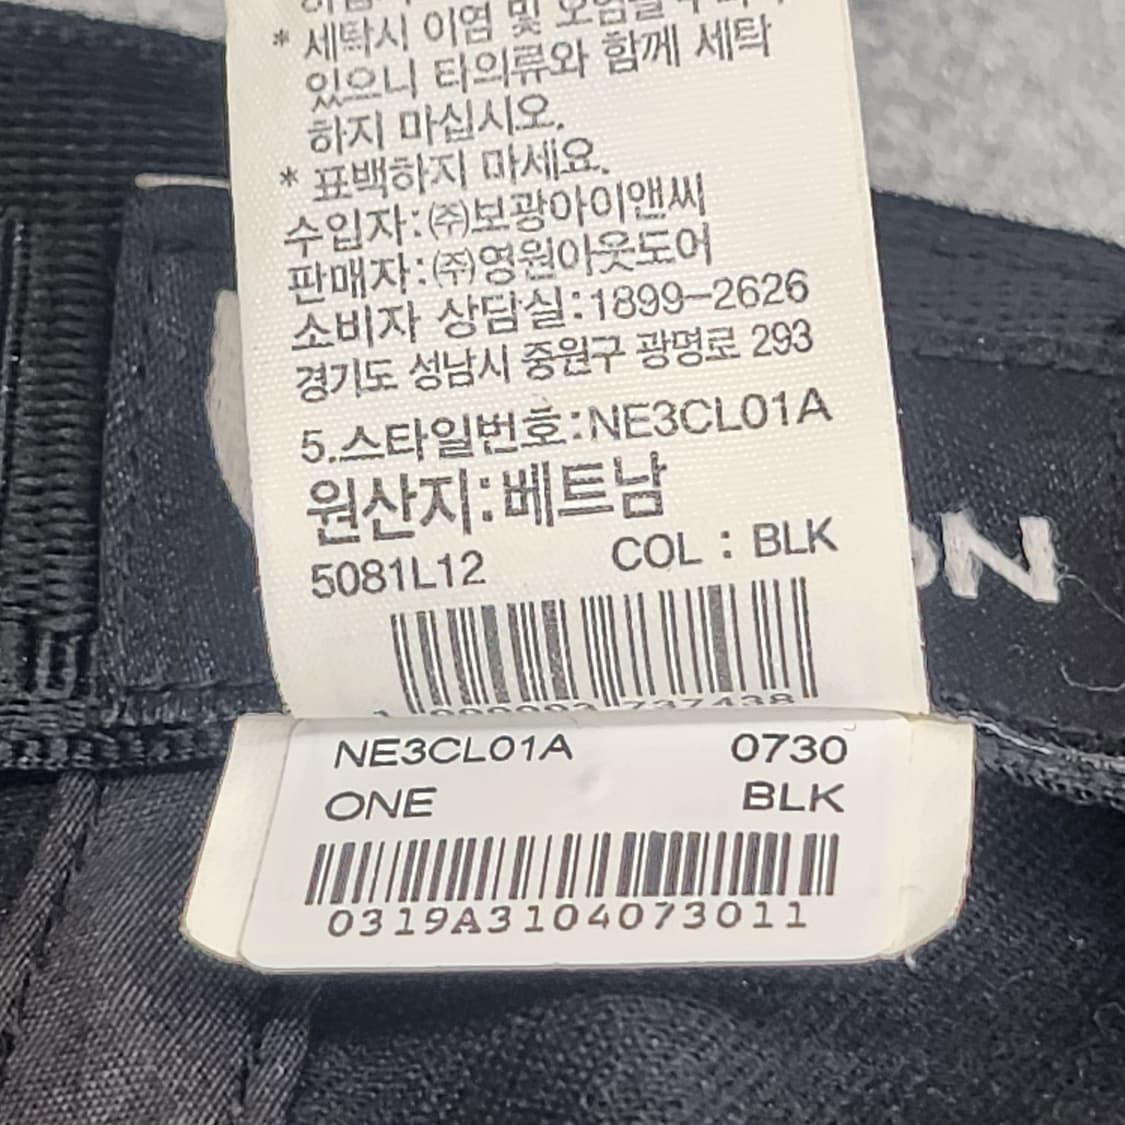 * 세탁시 이염 및 오염될 수
있으니 타의류와 함께 세탁
하지 마십시오.
* 표백하지 마세요.
수입자:㈜보광아이앤씨
판매자:㈜영원아웃도어
소비자 상담실:1899-2626
경기도 성남시 중원구 광명로 293
5.스타일번호:NE3CL01A
원산지:베트남
5081L12 COL : BLK
NE3CL01A 0730
ONE BLK
0319A3104073011